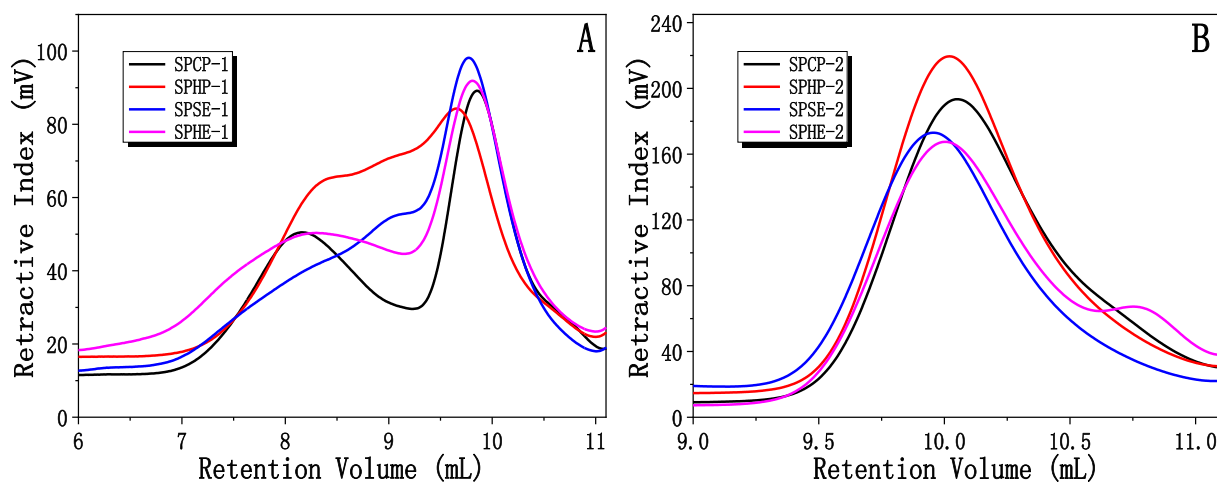 A
SPCP-1
SPHP-1
SPSE-1
SPHE-1
Retractive Index (mV)
100
80
60
40
20
0
6
7
8
9
10
11
Retention Volume (mL)
B
SPCP-2
SPHP-2
SPSE-2
SPHE-2
Retractive Index (mV)
240
200
160
120
80
40
0
9.0
9.5
10.0
10.5
11.0
Retention Volume (mL)